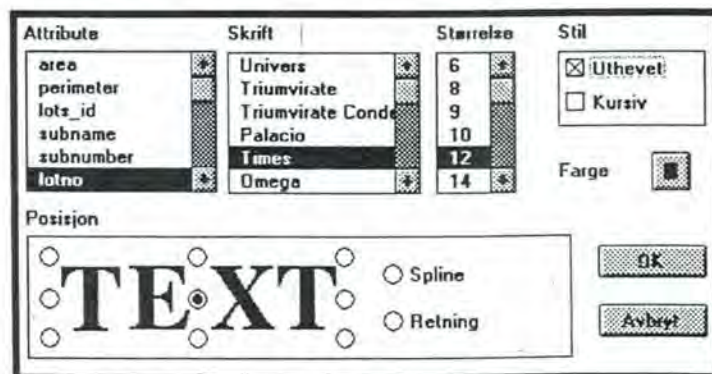 Attribute
area
perimeter
lots_id
subname
subnumber
lotno
Skrift
Univers
Triumvirate
Triumvirate Conde
Palacio
Times
Omega
Størrelse
6
8
9
10
12
14
Stil
Uthevet
Kursiv
Farge
Posisjon
TEXT
Spline
Retning
OK
Avbryt